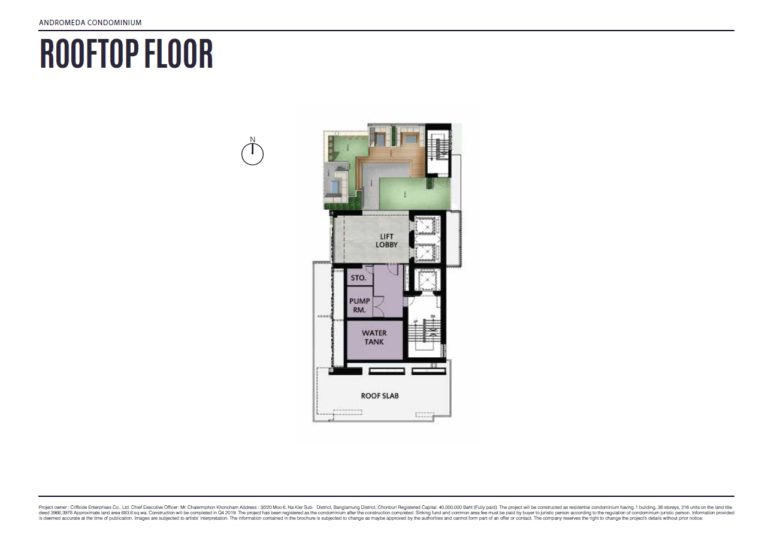 ANDROMEDA CONDOMINIUM
ROOFTOP FLOOR
N
LIFT
LOBBY
STO.
PUMP
RM.
WATER
TANK
ROOF SLAB
Project owner : Cliffside Enterprises Co., Ltd. Chief Executive Officer: Mr. Chalermphon Khoncharn Address : 3/220 Moo 6, Na Kler Sub - District, Banglamung District, Chonburi Registered Capital: 40,000,000 Baht (Fully paid). The project will be constructed as residential condominium having 1 building, 36 storeys, 216 units on the land title
deed 3968,3978 Approximate land area 693.6 sq.wa. Construction will be completed in Q4 2019. The project has been registered as the condominium after the construction completed. Sinking fund and common area fee must be paid by buyer to juristic person according to the regulation of condominium juristic person. Information provided
is deemed accurate at the time of publication. Images are subjected to artists' interpretation. The information contained in the brochure is subjected to change as maybe approved by the authorities and cannot form part of an offer or contact. The company reserves the right to change the project's details without prior notice.